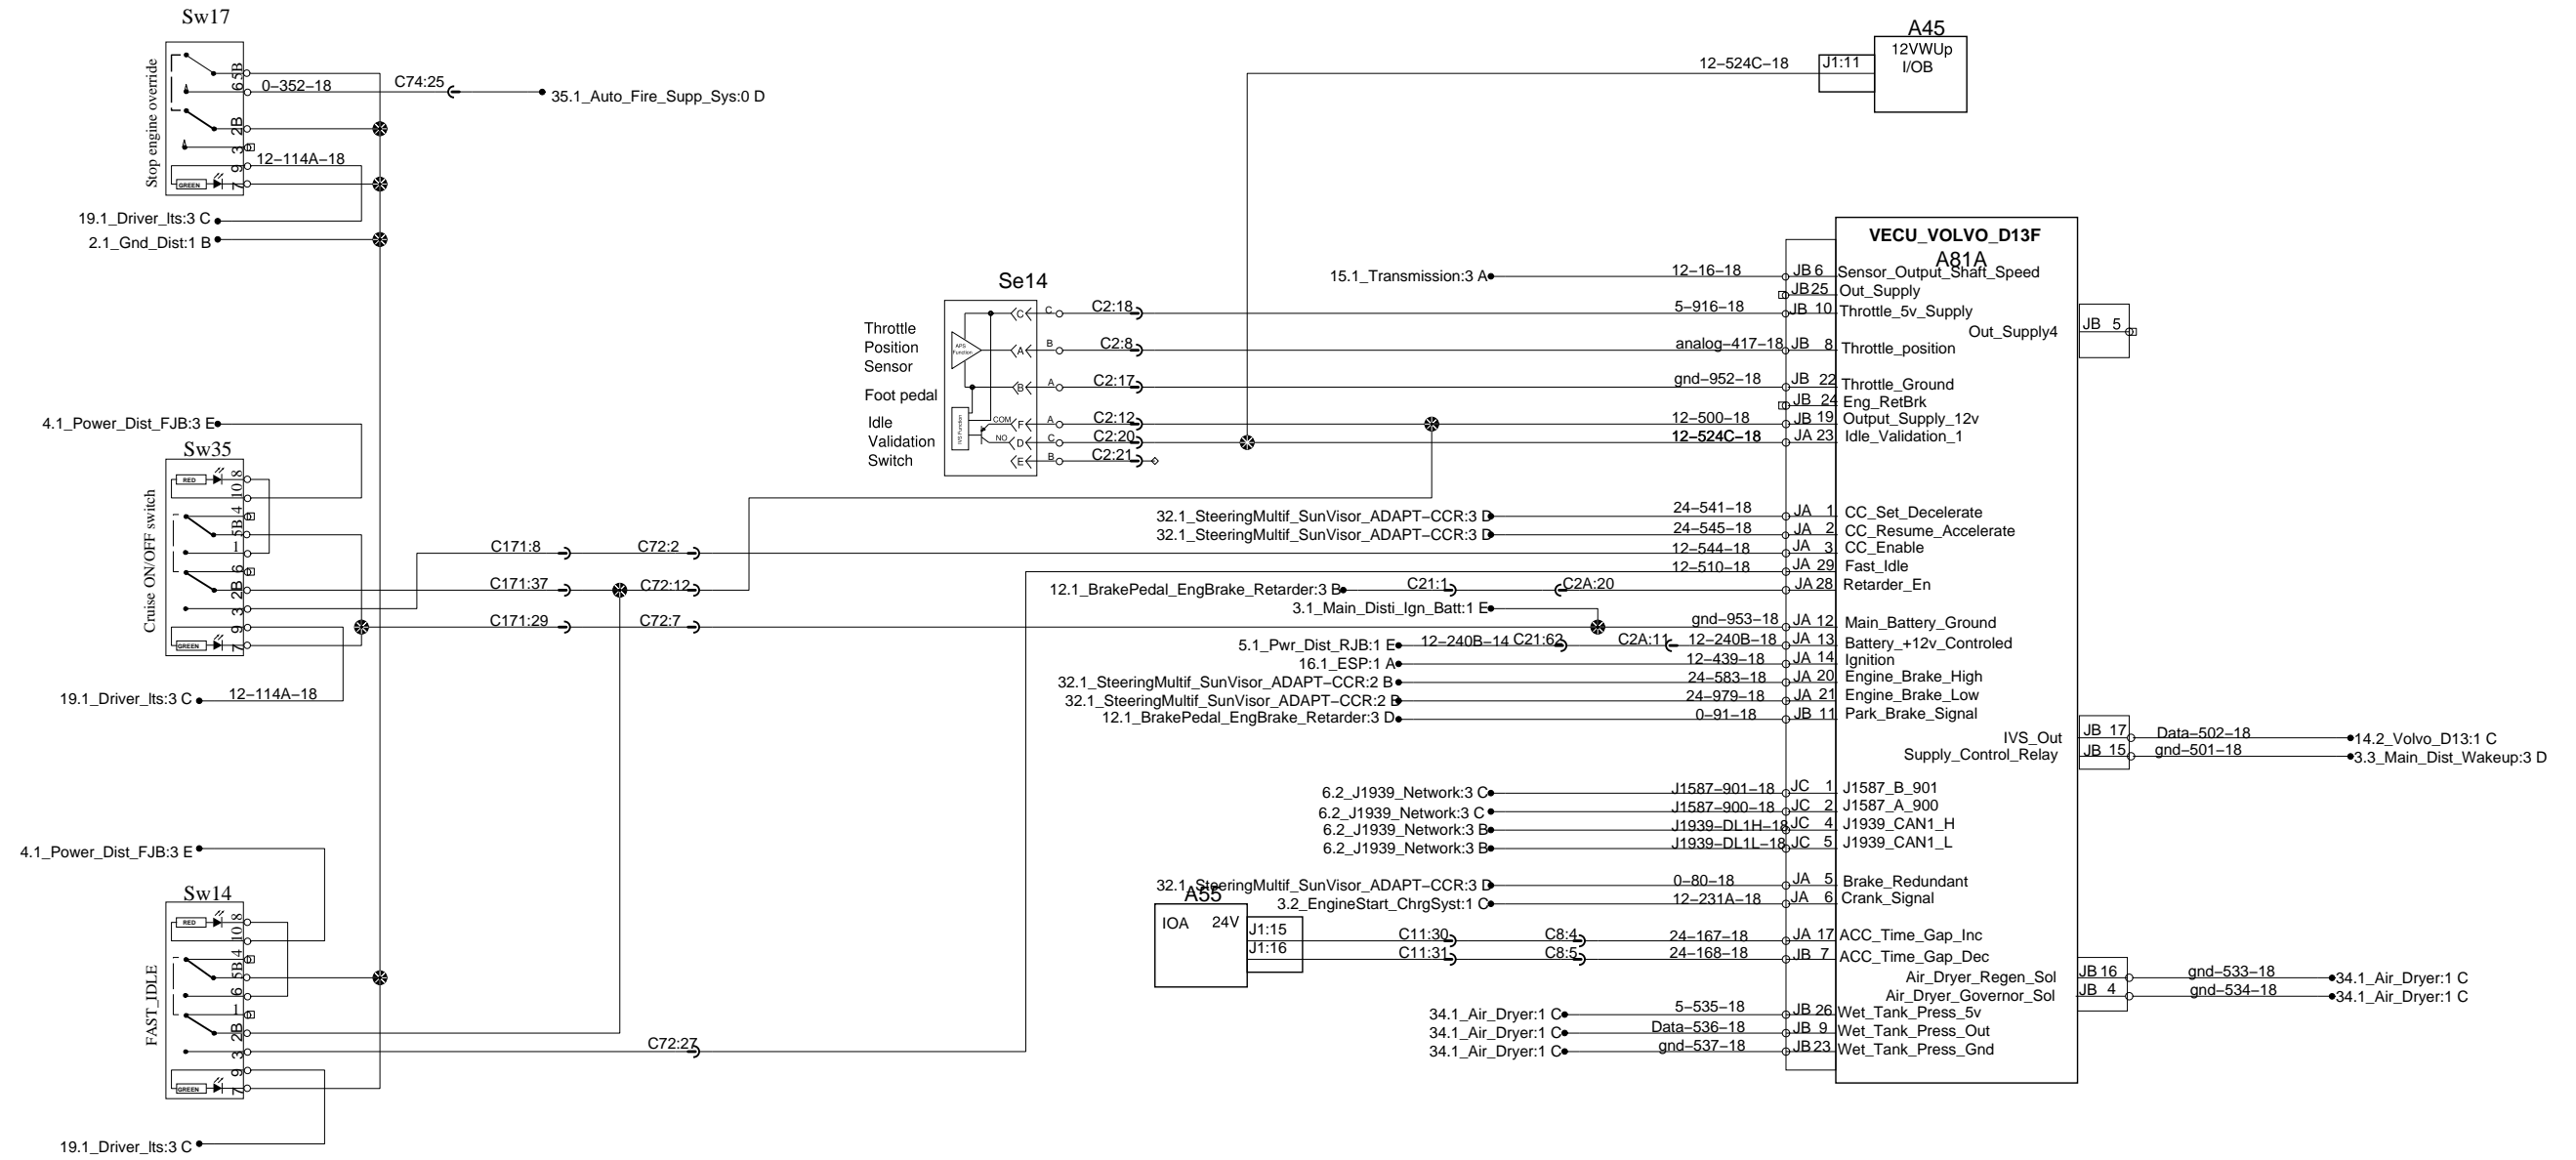 Sw17
Stop engine override
5B
6
0-352-18
C74:25
35.1_Auto_Fire_Supp_Sys:0 D
2B
3
9
12-114A-18
GREEN
7
19.1_Driver_lts:3 C
2.1_Gnd_Dist:1 B
4.1_Power_Dist_FJB:3 E
Sw35
Cruise ON/OFF switch
RED
8
10
4
5B
1
6
2B
3
9
GREEN
7
C171:8
C72:2
C171:37
C72:12
C171:29
C72:7
19.1_Driver_lts:3 C
12-114A-18
4.1_Power_Dist_FJB:3 E
Sw14
FAST_IDLE
RED
8
10
4
5B
6
1
2B
3
9
GREEN
7
C72:27
19.1_Driver_lts:3 C
A45
12VWUp
I/OB
J1:11
12-524C-18
Se14
Throttle
Position
Sensor
Foot pedal
Idle
Validation
Switch
APS
Function
IVS Function
COM
NO
C
C
C2:18
A
B
C2:8
B
A
C2:17
F
A
C2:12
D
C
C2:20
E
B
C2:21
VECU_VOLVO_D13F
A81A
15.1_Transmission:3 A
12-16-18
JB 6
Sensor_Output_Shaft_Speed
JB 25
Out_Supply
5-916-18
JB 10
Throttle_5v_Supply
Out_Supply4
JB 5
analog-417-18
JB 8
Throttle_position
gnd-952-18
JB 22
Throttle_Ground
JB 24
Eng_RetBrk
12-500-18
JB 19
Output_Supply_12v
12-524C-18
JA 23
Idle_Validation_1
32.1_SteeringMultif_SunVisor_ADAPT-CCR:3 D
24-541-18
JA 1
CC_Set_Decelerate
32.1_SteeringMultif_SunVisor_ADAPT-CCR:3 D
24-545-18
JA 2
CC_Resume_Accelerate
12-544-18
JA 3
CC_Enable
12-510-18
JA 29
Fast_Idle
12.1_BrakePedal_EngBrake_Retarder:3 B
C21:1
C2A:20
JA 28
Retarder_En
3.1_Main_Disti_Ign_Batt:1 E
gnd-953-18
JA 12
Main_Battery_Ground
5.1_Pwr_Dist_RJB:1 E
12-240B-14
C21:62
C2A:11
12-240B-18
JA 13
Battery_+12v_Controled
16.1_ESP:1 A
12-439-18
JA 14
Ignition
32.1_SteeringMultif_SunVisor_ADAPT-CCR:2 B
24-583-18
JA 20
Engine_Brake_High
32.1_SteeringMultif_SunVisor_ADAPT-CCR:2 B
24-979-18
JA 21
Engine_Brake_Low
12.1_BrakePedal_EngBrake_Retarder:3 D
0-91-18
JB 11
Park_Brake_Signal
IVS_Out
JB 17
Data-502-18
14.2_Volvo_D13:1 C
Supply_Control_Relay
JB 15
gnd-501-18
3.3_Main_Dist_Wakeup:3 D
6.2_J1939_Network:3 C
J1587-901-18
JC 1
J1587_B_901
6.2_J1939_Network:3 C
J1587-900-18
JC 2
J1587_A_900
6.2_J1939_Network:3 B
J1939-DL1H-18
JC 4
J1939_CAN1_H
6.2_J1939_Network:3 B
J1939-DL1L-18
JC 5
J1939_CAN1_L
32.1_SteeringMultif_SunVisor_ADAPT-CCR:3 D
0-80-18
JA 5
Brake_Redundant
3.2_EngineStart_ChrgSyst:1 C
12-231A-18
JA 6
Crank_Signal
A55
IOA
24V
J1:15
J1:16
C11:30
C8:4
24-167-18
JA 17
ACC_Time_Gap_Inc
C11:31
C8:5
24-168-18
JB 7
ACC_Time_Gap_Dec
Air_Dryer_Regen_Sol
JB 16
gnd-533-18
34.1_Air_Dryer:1 C
Air_Dryer_Governor_Sol
JB 4
gnd-534-18
34.1_Air_Dryer:1 C
34.1_Air_Dryer:1 C
5-535-18
JB 26
Wet_Tank_Press_5v
34.1_Air_Dryer:1 C
Data-536-18
JB 9
Wet_Tank_Press_Out
34.1_Air_Dryer:1 C
gnd-537-18
JB 23
Wet_Tank_Press_Gnd